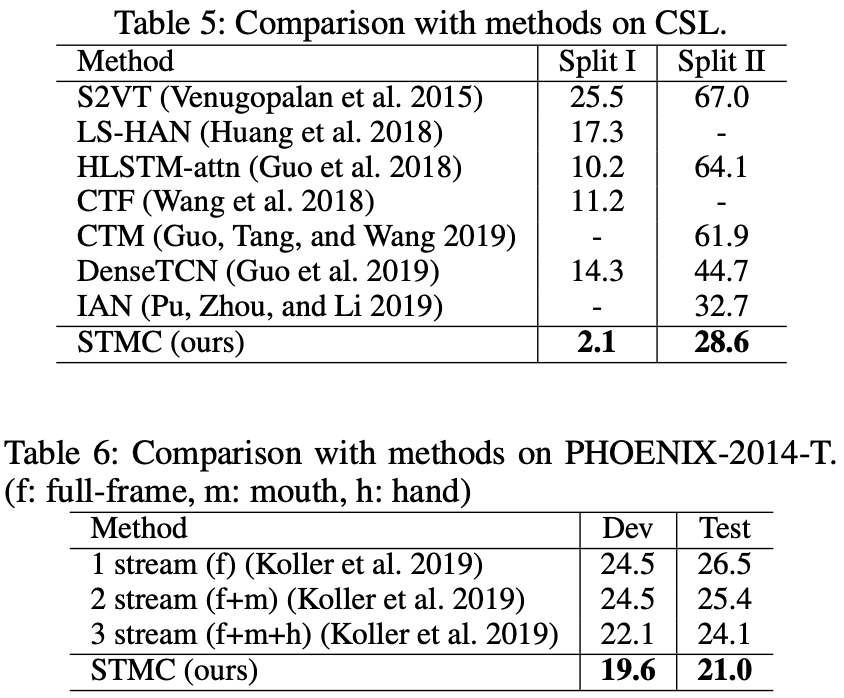 Table 5: Comparison with methods on CSL.
Method Split I Split II
S2VT (Venugopalan et al. 2015) 25.5 67.0
LS-HAN (Huang et al. 2018) 17.3 -
HLSTM-attn (Guo et al. 2018) 10.2 64.1
CTF (Wang et al. 2018) 11.2 -
CTM (Guo, Tang, and Wang 2019) - 61.9
DenseTCN (Guo et al. 2019) 14.3 44.7
IAN (Pu, Zhou, and Li 2019) - 32.7
STMC (ours) 2.1 28.6
Table 6: Comparison with methods on PHOENIX-2014-T.
(f: full-frame, m: mouth, h: hand)
Method Dev Test
1 stream (f) (Koller et al. 2019) 24.5 26.5
2 stream (f+m) (Koller et al. 2019) 24.5 25.4
3 stream (f+m+h) (Koller et al. 2019) 22.1 24.1
STMC (ours) 19.6 21.0